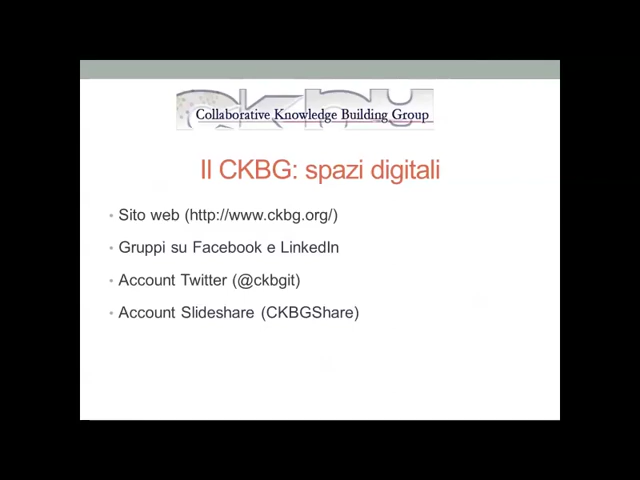 ckbg
Collaborative Knowledge Building Group
Il CKBG: spazi digitali
• Sito web (http://www.ckbg.org/)
• Gruppi su Facebook e LinkedIn
• Account Twitter (@ckbgit)
• Account Slideshare (CKBGShare)